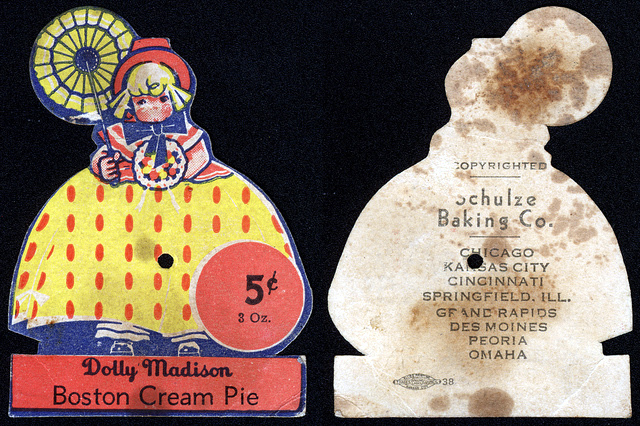 5¢
3 Oz.
Dolly Madison
Boston Cream Pie
COPYRIGHTED
Schulze
Baking Co.
CHICAGO
KANSAS CITY
CINCINNATI
SPRINGFIELD. ILL.
GRAND RAPIDS
DES MOINES
PEORIA
OMAHA
38